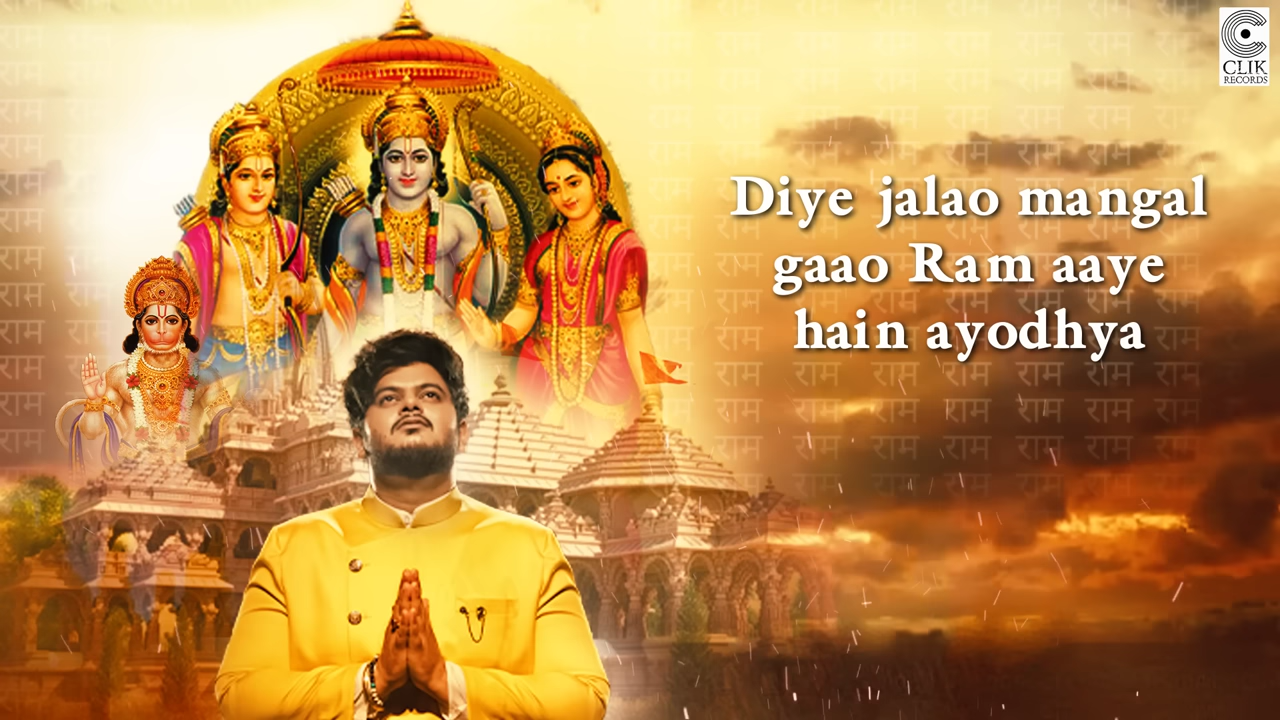 CLIK
RECORDS
Diye jalao mangal
gaao Ram aaye
hain ayodhya
राम राम राम राम राम राम राम